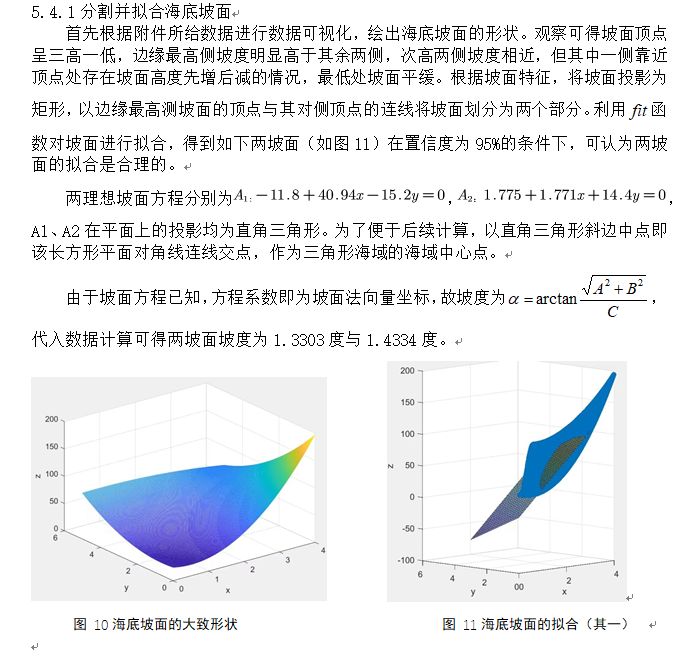 5.4.1分割并拟合海底坡面
首先根据附件所给数据进行数据可视化，绘出海底坡面的形状。观察可得坡面顶点
呈三高一低，边缘最高侧坡度明显高于其余两侧，次高两侧坡度相近，但其中一侧靠近
顶点处存在坡面高度先增后减的情况，最低处坡面平缓。根据坡面特征，将坡面投影为
矩形，以边缘最高测坡面的顶点与其对侧顶点的连线将坡面划分为两个部分。利用 fit 函
数对坡面进行拟合，得到如下两坡面（如图 11）在置信度为 95%的条件下，可认为两坡
面的拟合是合理的。
两理想坡面方程分别为 A₁: −11.8+40.94x−15.2y=0, A₂: 1.775+1.771x+14.4y=0,
A1、A2 在平面上的投影均为直角三角形。为了便于后续计算，以直角三角形斜边中点即
该长方形平面对角线连线交点，作为三角形海域的海域中心点。
由于坡面方程已知，方程系数即为坡面法向量坐标，故坡度为 α = arctan √(A²+B²)/C ，
代入数据计算可得两坡面坡度为 1.3303 度与 1.4334 度。
200
150
100
50
0
z
6
4
2
0
y
0
1
2
3
4
x
200
150
100
50
0
-50
-100
z
6
4
2
0
y
0
2
4
x
图 10 海底坡面的大致形状
图 11 海底坡面的拟合（其一）